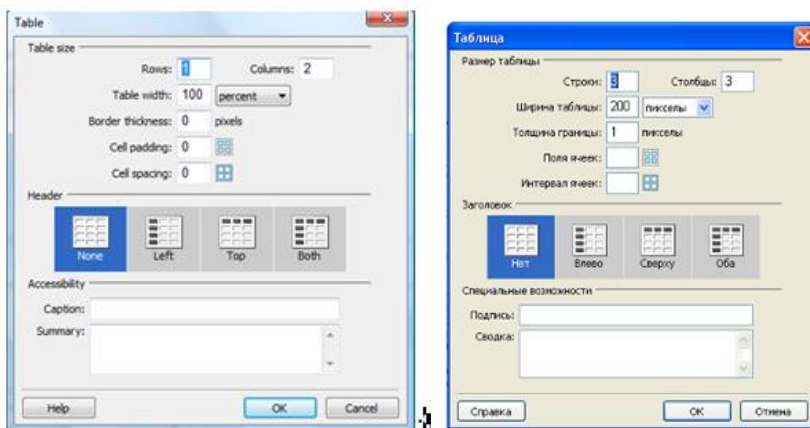 Table
Table size
Rows: 1 Columns: 2
Table width: 100 percent
Border thickness: 0 pixels
Cell padding: 0
Cell spacing: 0
Header
None Left Top Both
Accessibility
Caption:
Summary:
Help OK Cancel
Таблица
Размер таблицы
Строки: 3 Столбцы: 3
Ширина таблицы: 200 пикселы
Толщина границы: 1 пикселы
Поля ячеек:
Интервал ячеек:
Заголовок
Нет Влево Сверху Оба
Специальные возможности
Подпись:
Сводка:
Справка OK Отмена